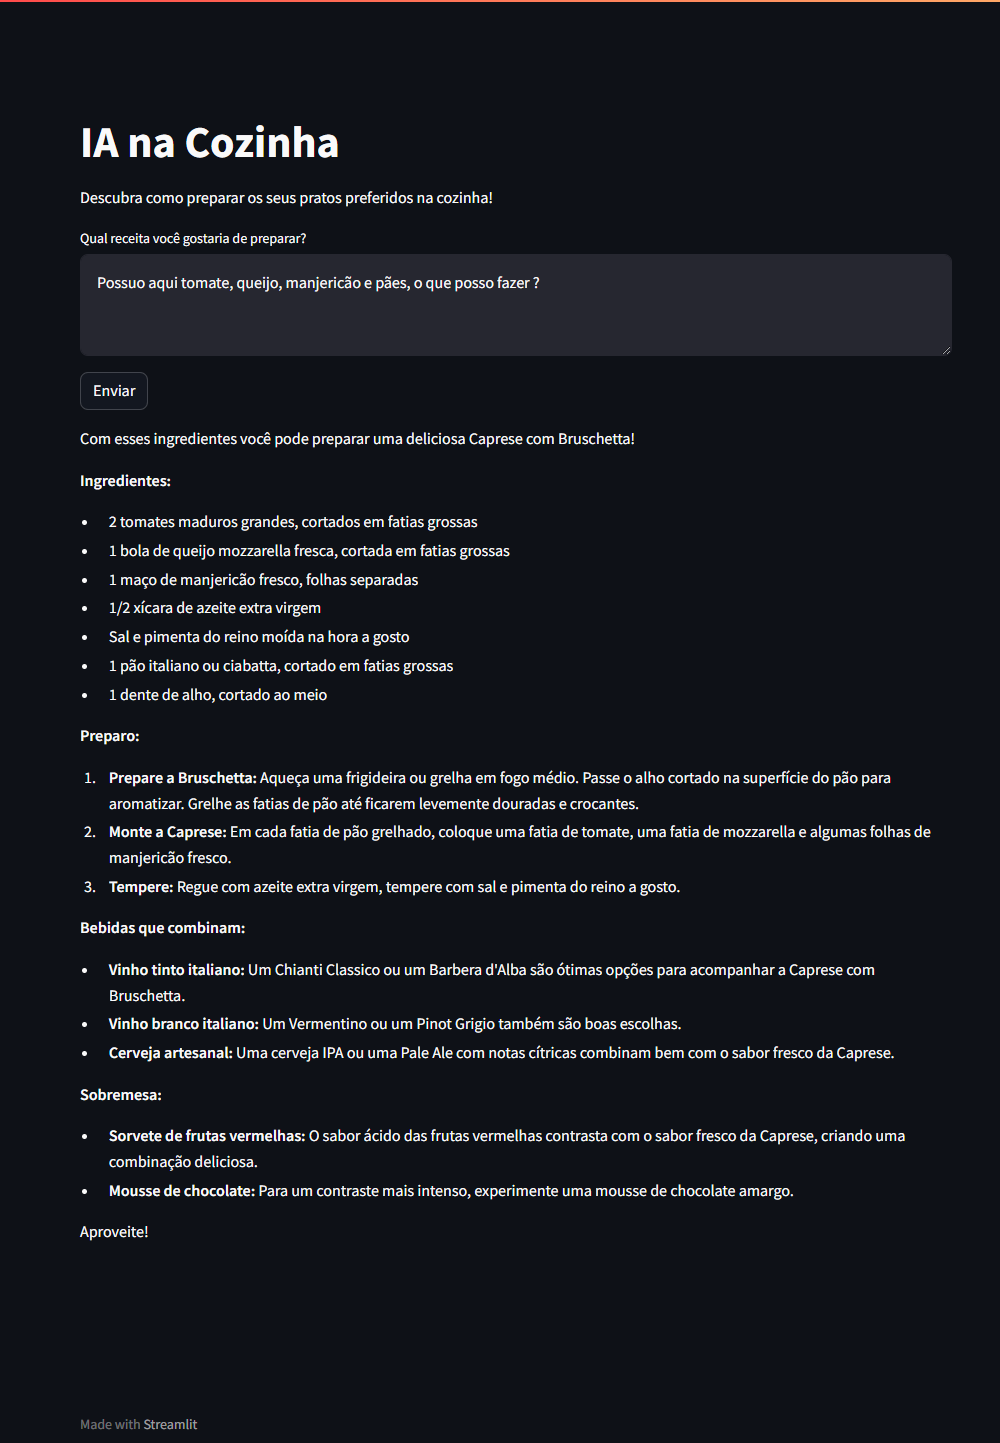 IA na Cozinha
Descubra como preparar os seus pratos preferidos na cozinha!
Qual receita você gostaria de preparar?
Possuo aqui tomate, queijo, manjericão e pães, o que posso fazer ?
Enviar
Com esses ingredientes você pode preparar uma deliciosa Caprese com Bruschetta!
Ingredientes:
• 2 tomates maduros grandes, cortados em fatias grossas
• 1 bola de queijo mozzarella fresca, cortada em fatias grossas
• 1 maço de manjericão fresco, folhas separadas
• 1/2 xícara de azeite extra virgem
• Sal e pimenta do reino moída na hora a gosto
• 1 pão italiano ou ciabatta, cortado em fatias grossas
• 1 dente de alho, cortado ao meio
Preparo:
1. Prepare a Bruschetta: Aqueça uma frigideira ou grelha em fogo médio. Passe o alho cortado na superfície do pão para
aromatizar. Grelhe as fatias de pão até ficarem levemente douradas e crocantes.
2. Monte a Caprese: Em cada fatia de pão grelhado, coloque uma fatia de tomate, uma fatia de mozzarella e algumas folhas de
manjericão fresco.
3. Tempere: Regue com azeite extra virgem, tempere com sal e pimenta do reino a gosto.
Bebidas que combinam:
• Vinho tinto italiano: Um Chianti Classico ou um Barbera d'Alba são ótimas opções para acompanhar a Caprese com
Bruschetta.
• Vinho branco italiano: Um Vermentino ou um Pinot Grigio também são boas escolhas.
• Cerveja artesanal: Uma cerveja IPA ou uma Pale Ale com notas cítricas combinam bem com o sabor fresco da Caprese.
Sobremesa:
• Sorvete de frutas vermelhas: O sabor ácido das frutas vermelhas contrasta com o sabor fresco da Caprese, criando uma
combinação deliciosa.
• Mousse de chocolate: Para um contraste mais intenso, experimente uma mousse de chocolate amargo.
Aproveite!
Made with Streamlit